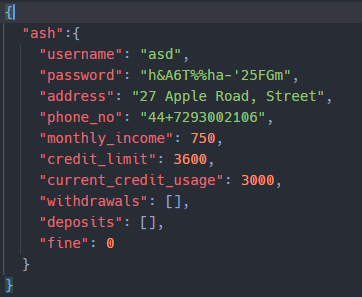 {
"ash":{
"username": "asd",
"password": "h&A6T%%ha-'25FGm",
"address": "27 Apple Road, Street",
"phone_no": "44+7293002106",
"monthly_income": 750,
"credit_limit": 3600,
"current_credit_usage": 3000,
"withdrawals": [],
"deposits": [],
"fine": 0
}
}